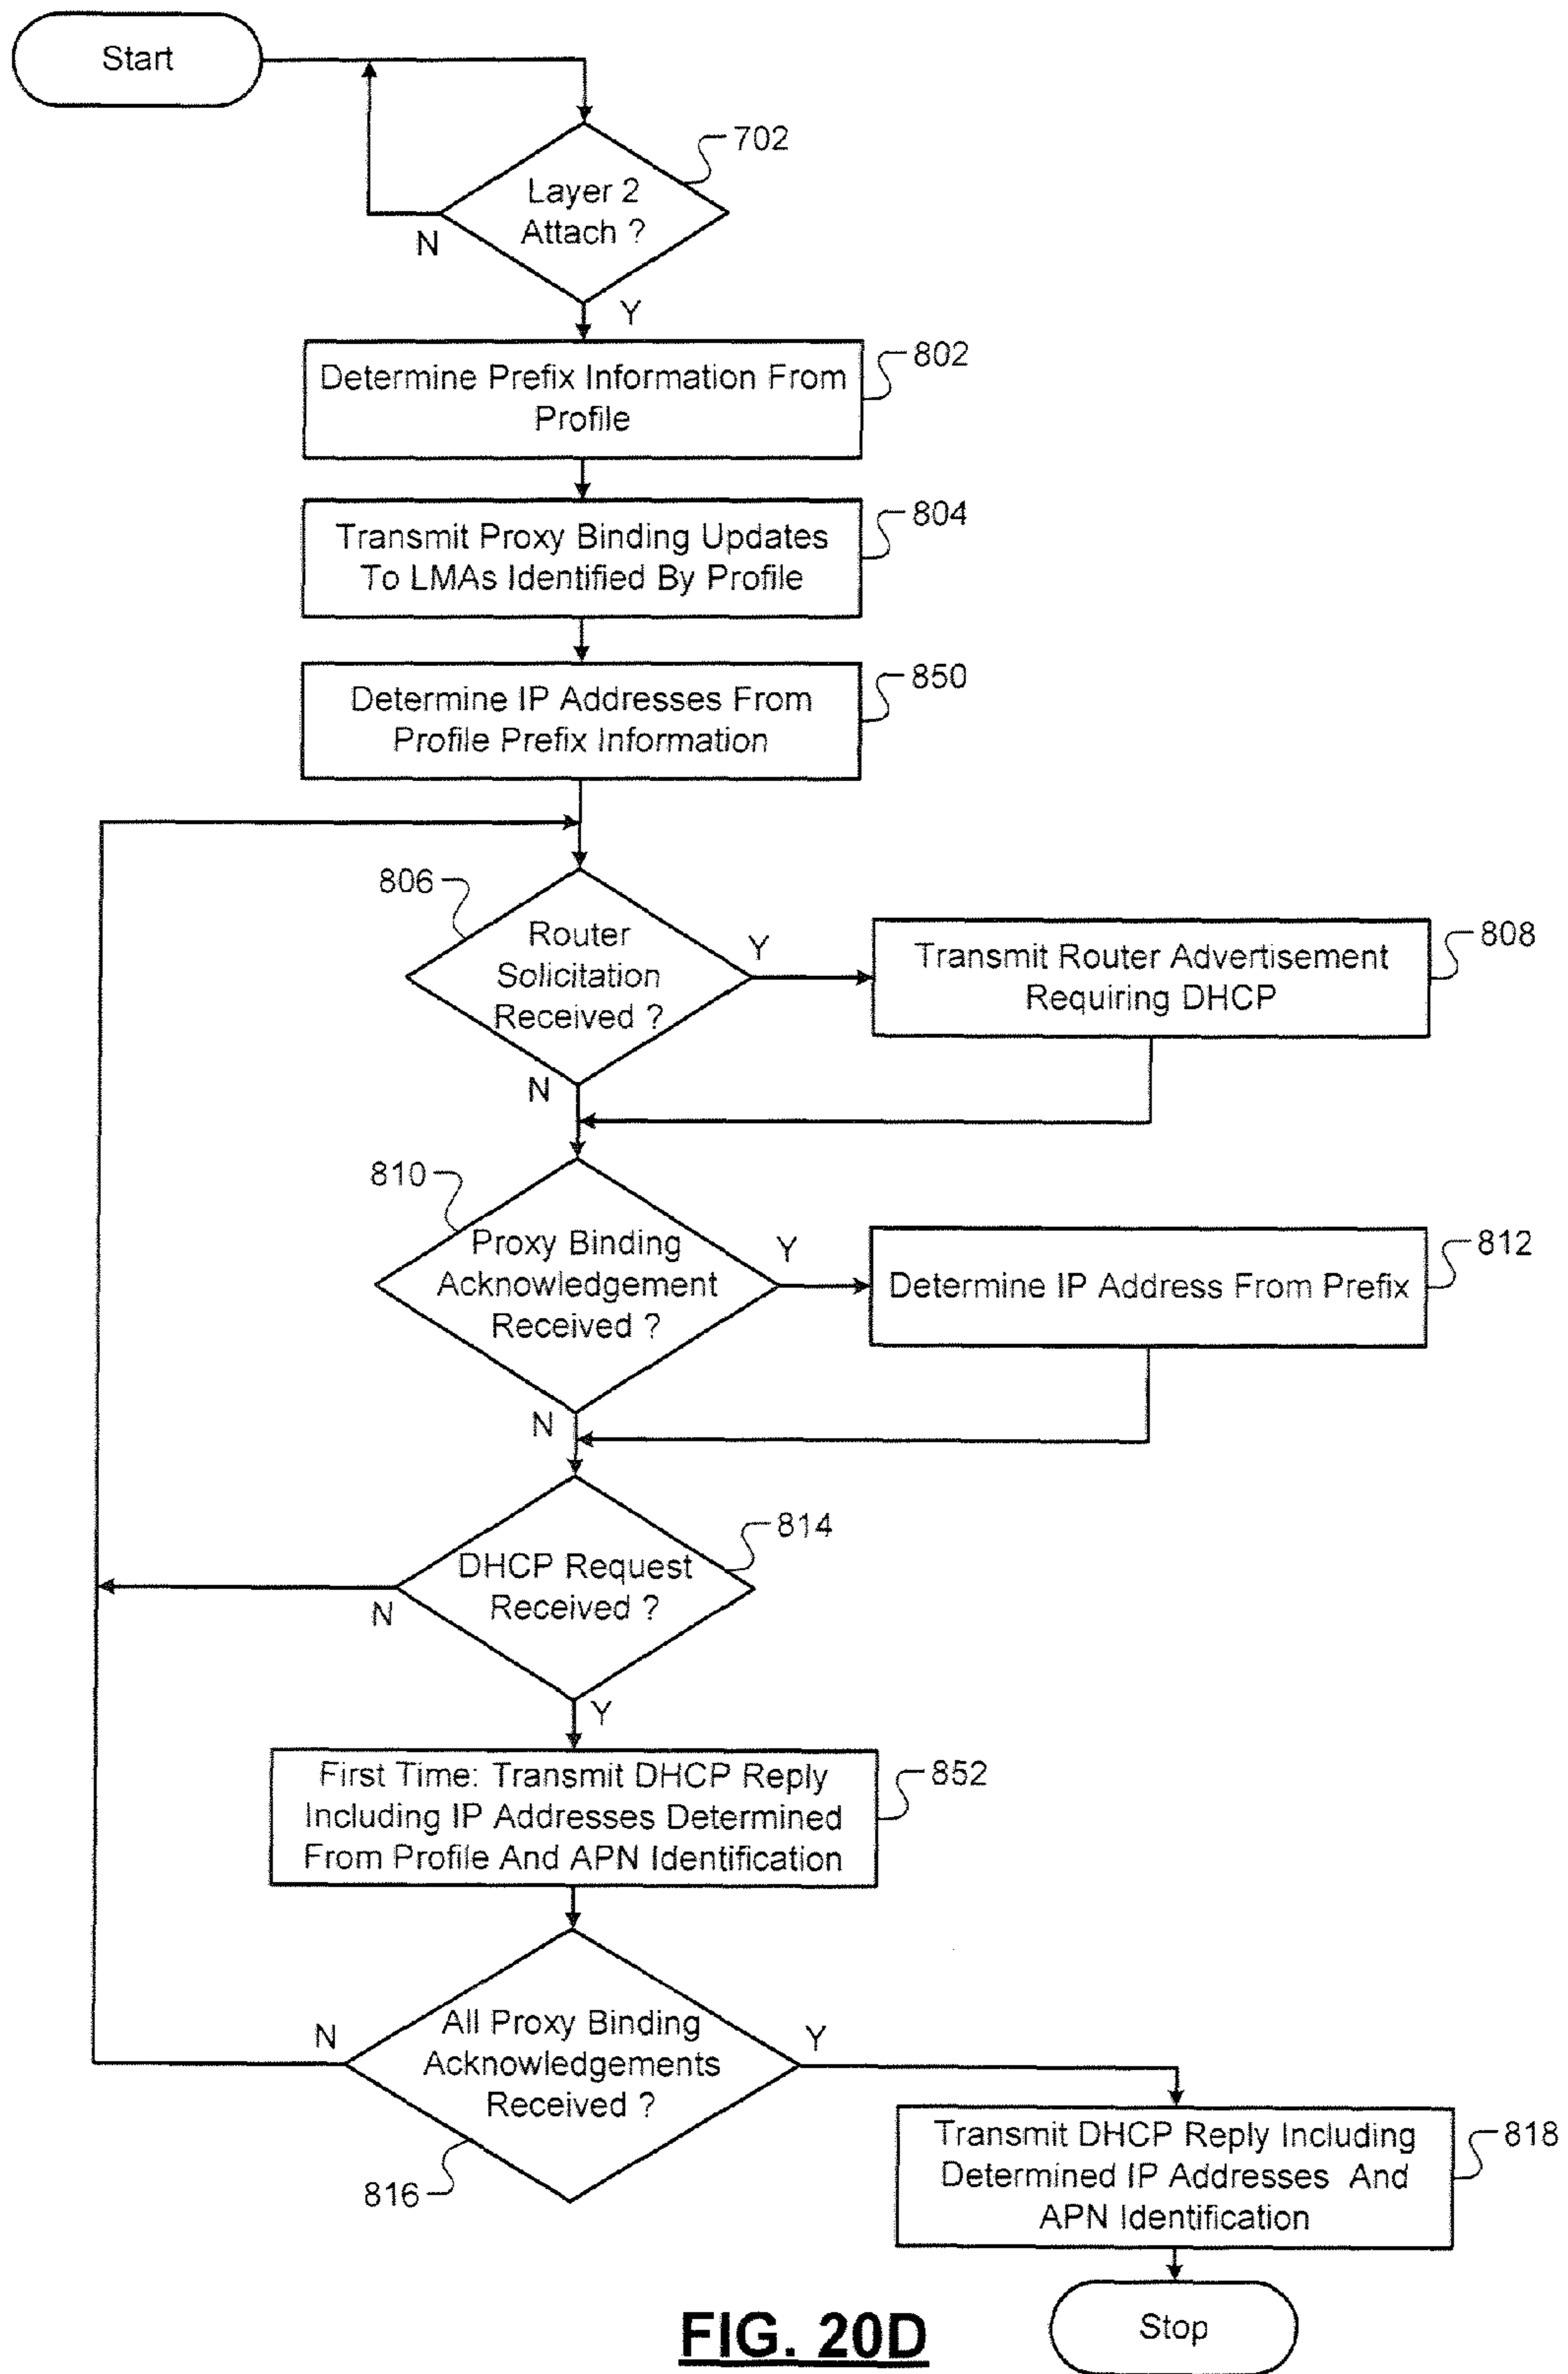 Start
702
Layer 2
Attach ?
N
Y
802
Determine Prefix Information From
Profile
804
Transmit Proxy Binding Updates
To LMAs Identified By Profile
850
Determine IP Addresses From
Profile Prefix Information
806
Router
Solicitation
Received ?
Y
N
808
Transmit Router Advertisement
Requiring DHCP
810
Proxy Binding
Acknowledgement
Received ?
Y
N
812
Determine IP Address From Prefix
814
DHCP Request
Received ?
N
Y
852
First Time: Transmit DHCP Reply
Including IP Addresses Determined
From Profile And APN Identification
N
All Proxy Binding
Acknowledgements
Received ?
Y
816
818
Transmit DHCP Reply Including
Determined IP Addresses And
APN Identification
Stop
FIG. 20D